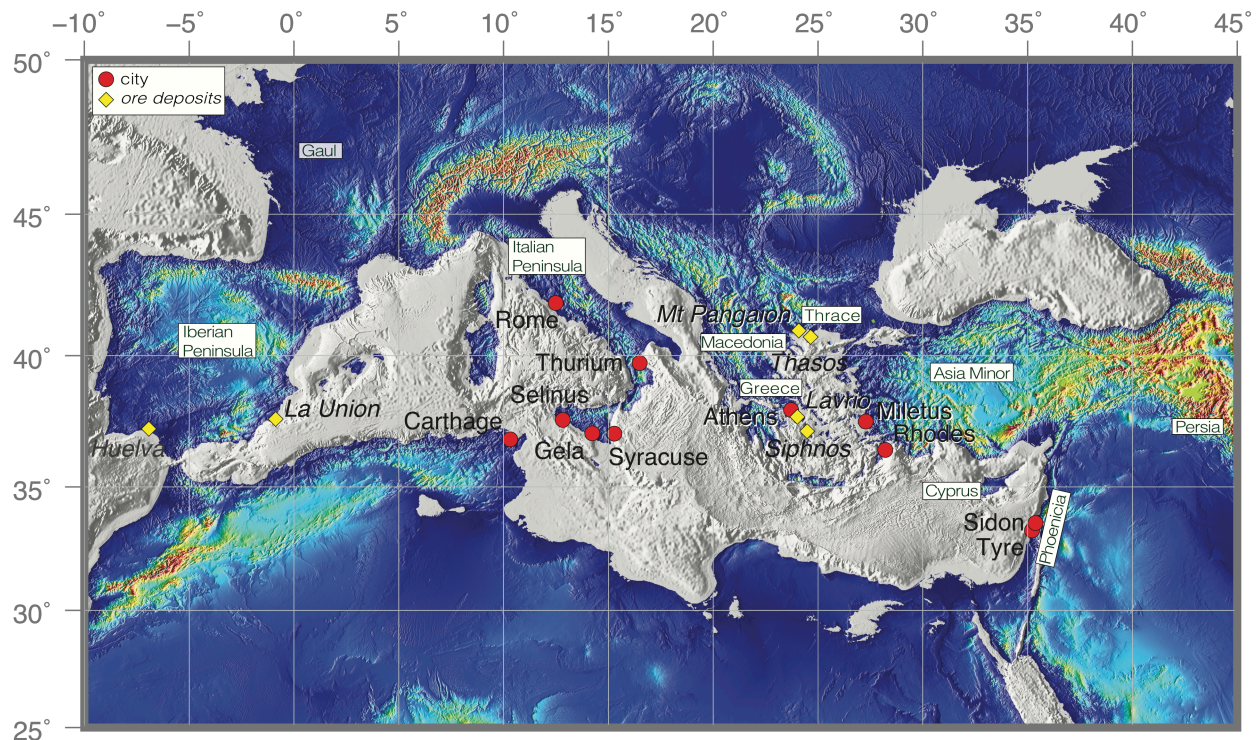 −10˚ −5˚ 0˚ 5˚ 10˚ 15˚ 20˚ 25˚ 30˚ 35˚ 40˚ 45˚
50˚
city
ore deposits
Gaul
45˚
Italian
Peninsula
Rome
Mt Pangaion
Thrace
Iberian
Peninsula
Macedonia
40˚
Thurium
Thasos
Asia Minor
Selinus
Greece
Lavrio
La Union
Carthage
Athens
Miletus
Huelva
Gela
Syracuse
Siphnos
Rhodes
Persia
35˚
Cyprus
Sidon
Tyre
Phoenicia
30˚
25˚